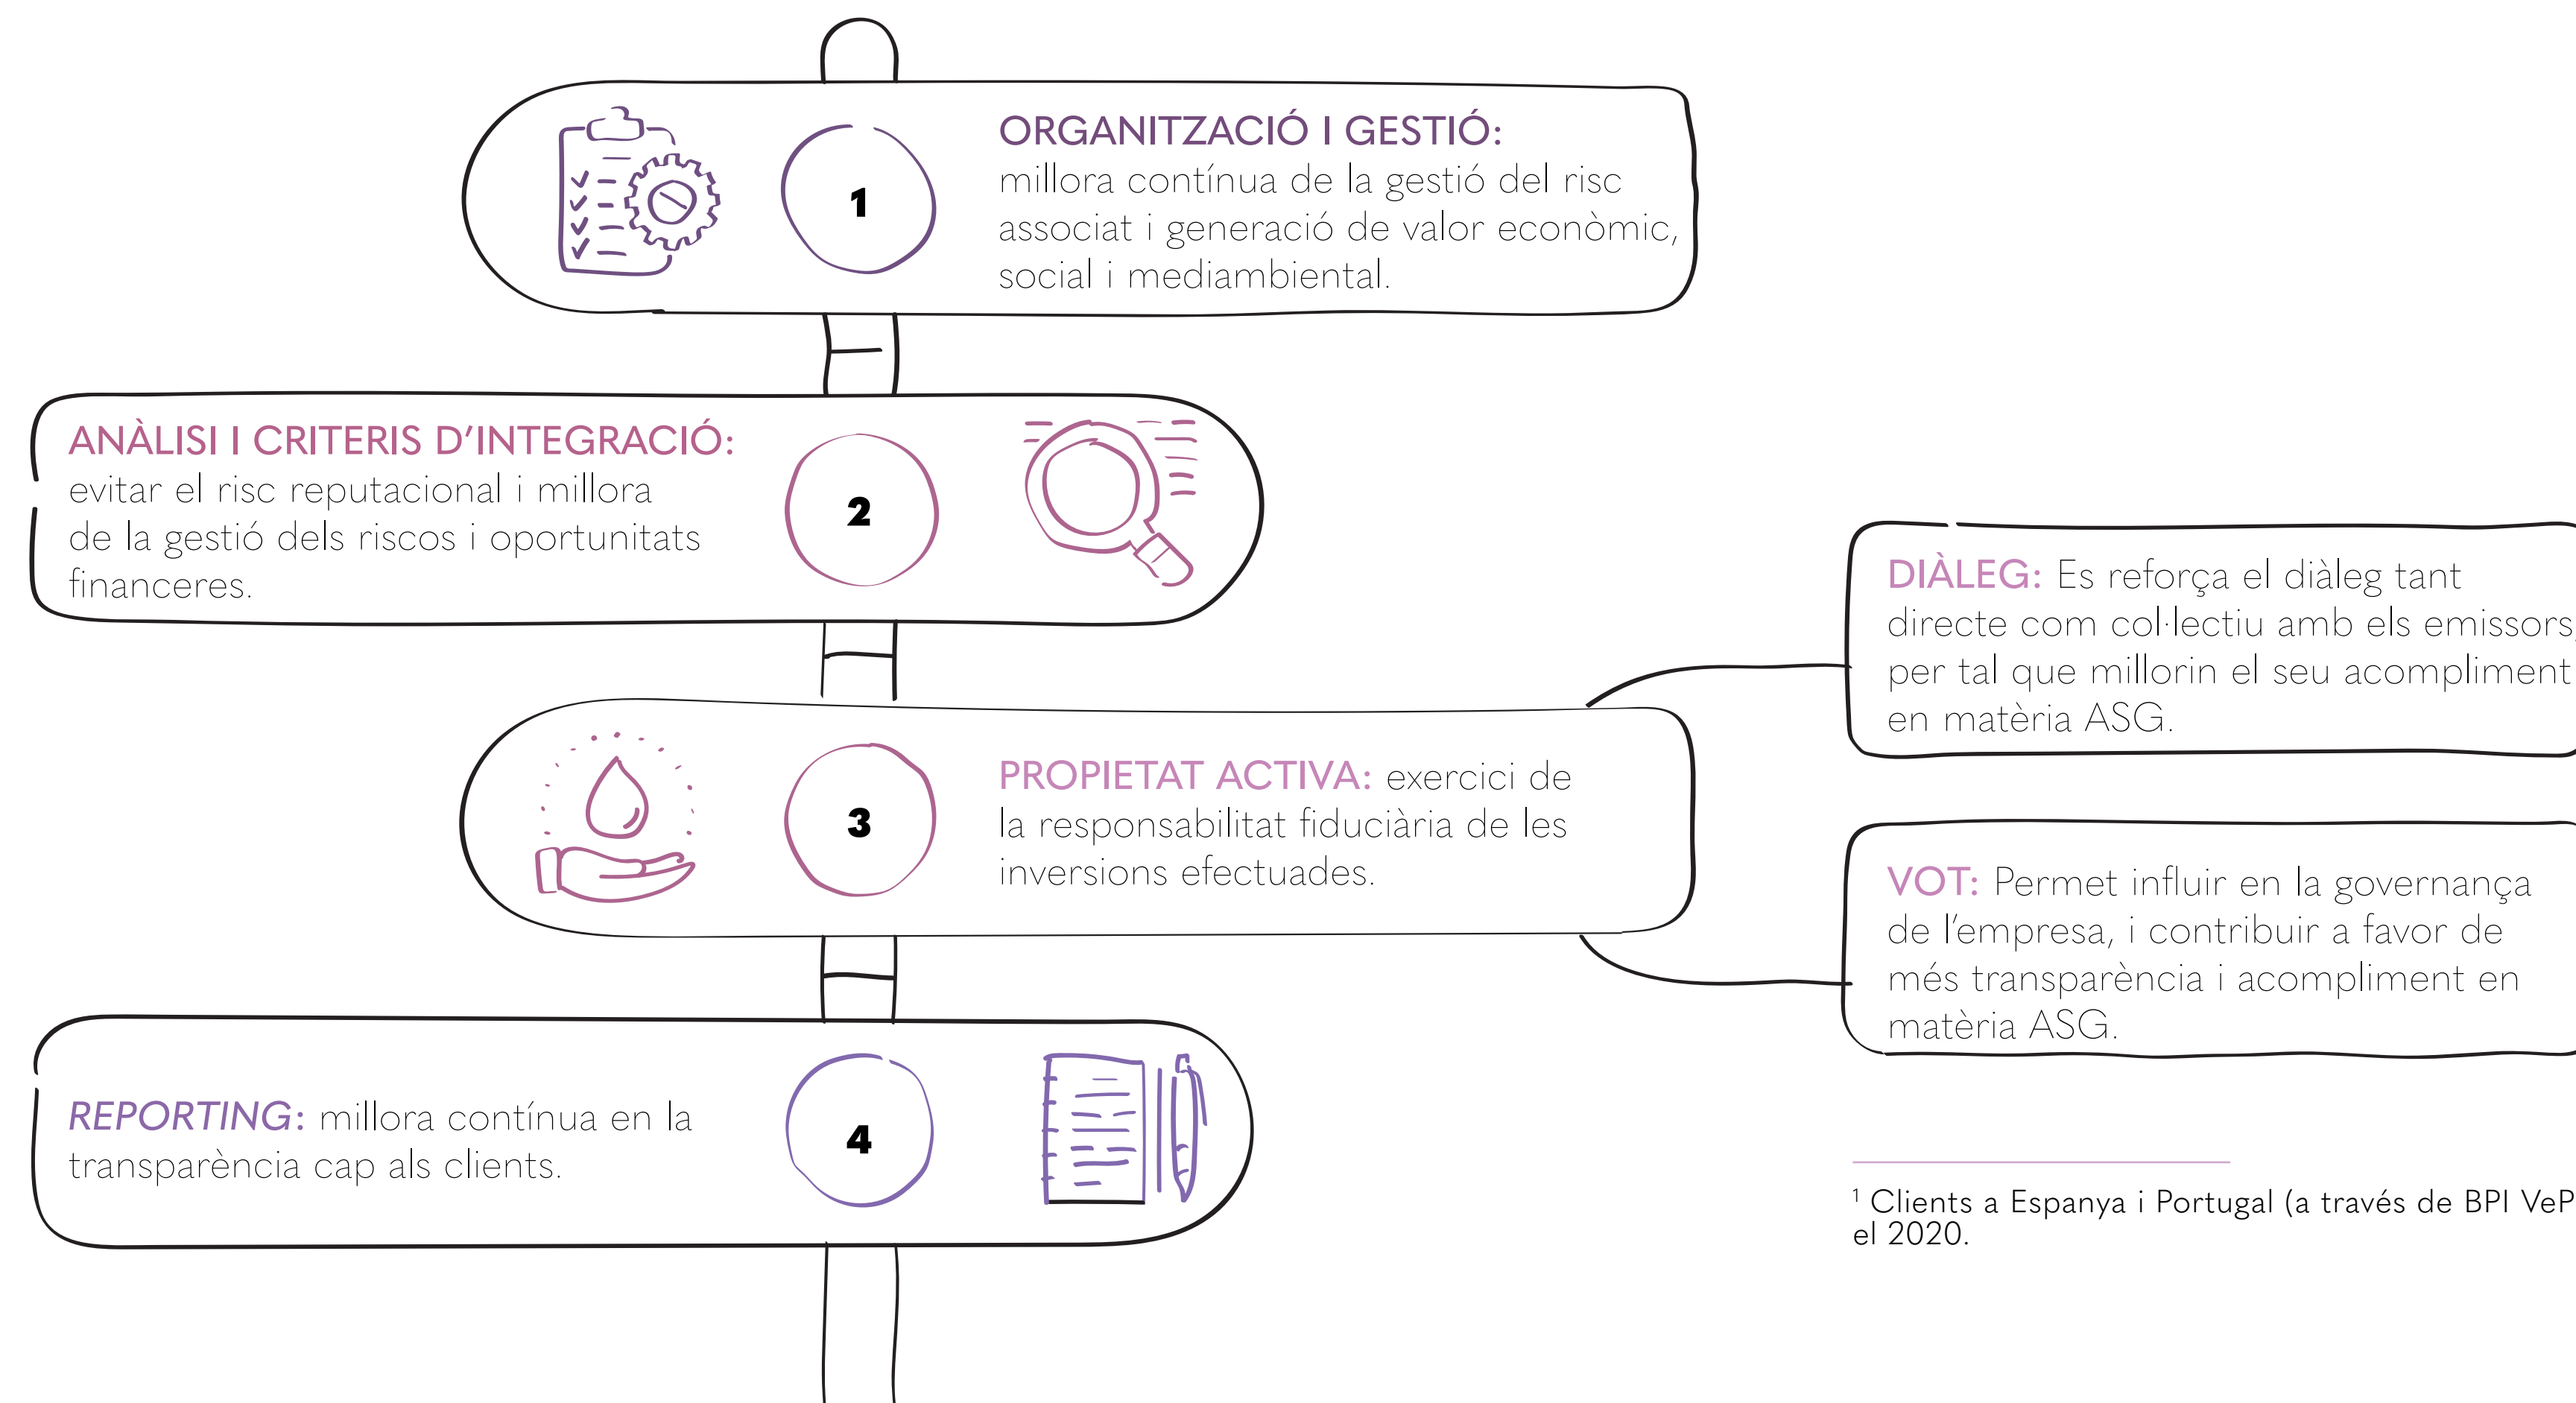 1
ORGANITZACIÓ I GESTIÓ:
millora contínua de la gestió del risc
associat i generació de valor econòmic,
social i mediambiental.
ANÀLISI I CRITERIS D’INTEGRACIÓ:
evitar el risc reputacional i millora
de la gestió dels riscos i oportunitats
financeres.
2
3
PROPIETAT ACTIVA: exercici de
la responsabilitat fiduciària de les
inversions efectuades.
DIÀLEG: Es reforça el diàleg tant
directe com col·lectiu amb els emissors,
per tal que millorin el seu acompliment
en matèria ASG.
VOT: Permet influir en la governança
de l’empresa, i contribuir a favor de
més transparència i acompliment en
matèria ASG.
REPORTING: millora contínua en la
transparència cap als clients.
4
¹ Clients a Espanya i Portugal (a través de BPI VeP
el 2020.